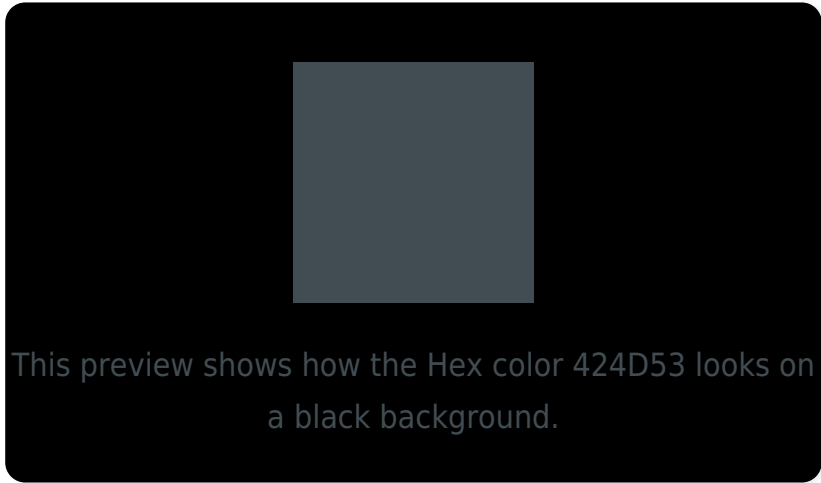 This preview shows how the Hex color 424D53 looks on
a black background.